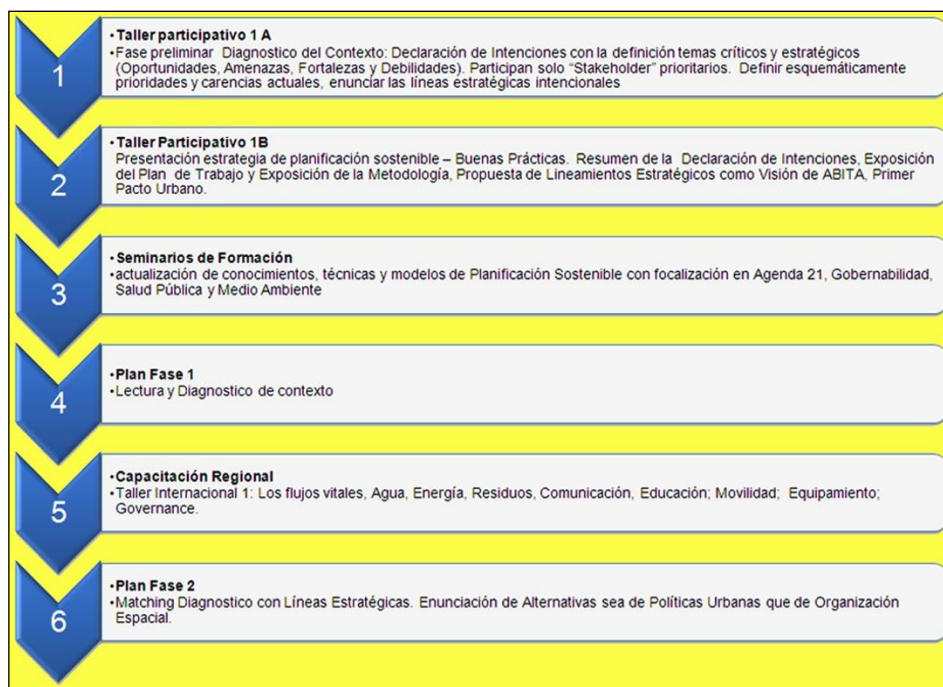 1
•Taller participativo 1 A
•Fase preliminar Diagnostico del Contexto: Declaración de Intenciones con la definición temas críticos y estratégicos
(Oportunidades, Amenazas, Fortalezas y Debilidades). Participan solo “Stakeholder” prioritarios. Definir esquemáticamente
prioridades y carencias actuales, enunciar las líneas estratégicas intencionales
2
•Taller Participativo 1B
Presentación estrategia de planificación sostenible – Buenas Prácticas. Resumen de la Declaración de Intenciones, Exposición
del Plan de Trabajo y Exposición de la Metodología, Propuesta de Lineamientos Estratégicos como Visión de ABITA, Primer
Pacto Urbano.
3
•Seminarios de Formación
•actualización de conocimientos, técnicas y modelos de Planificación Sostenible con focalización en Agenda 21, Gobernabilidad,
Salud Pública y Medio Ambiente
4
•Plan Fase 1
•Lectura y Diagnostico de contexto
5
•Capacitación Regional
•Taller Internacional 1: Los flujos vitales, Agua, Energía, Residuos, Comunicación, Educación; Movilidad; Equipamiento;
Governance.
6
•Plan Fase 2
•Matching Diagnostico con Líneas Estratégicas. Enunciación de Alternativas sea de Políticas Urbanas que de Organización
Espacial.